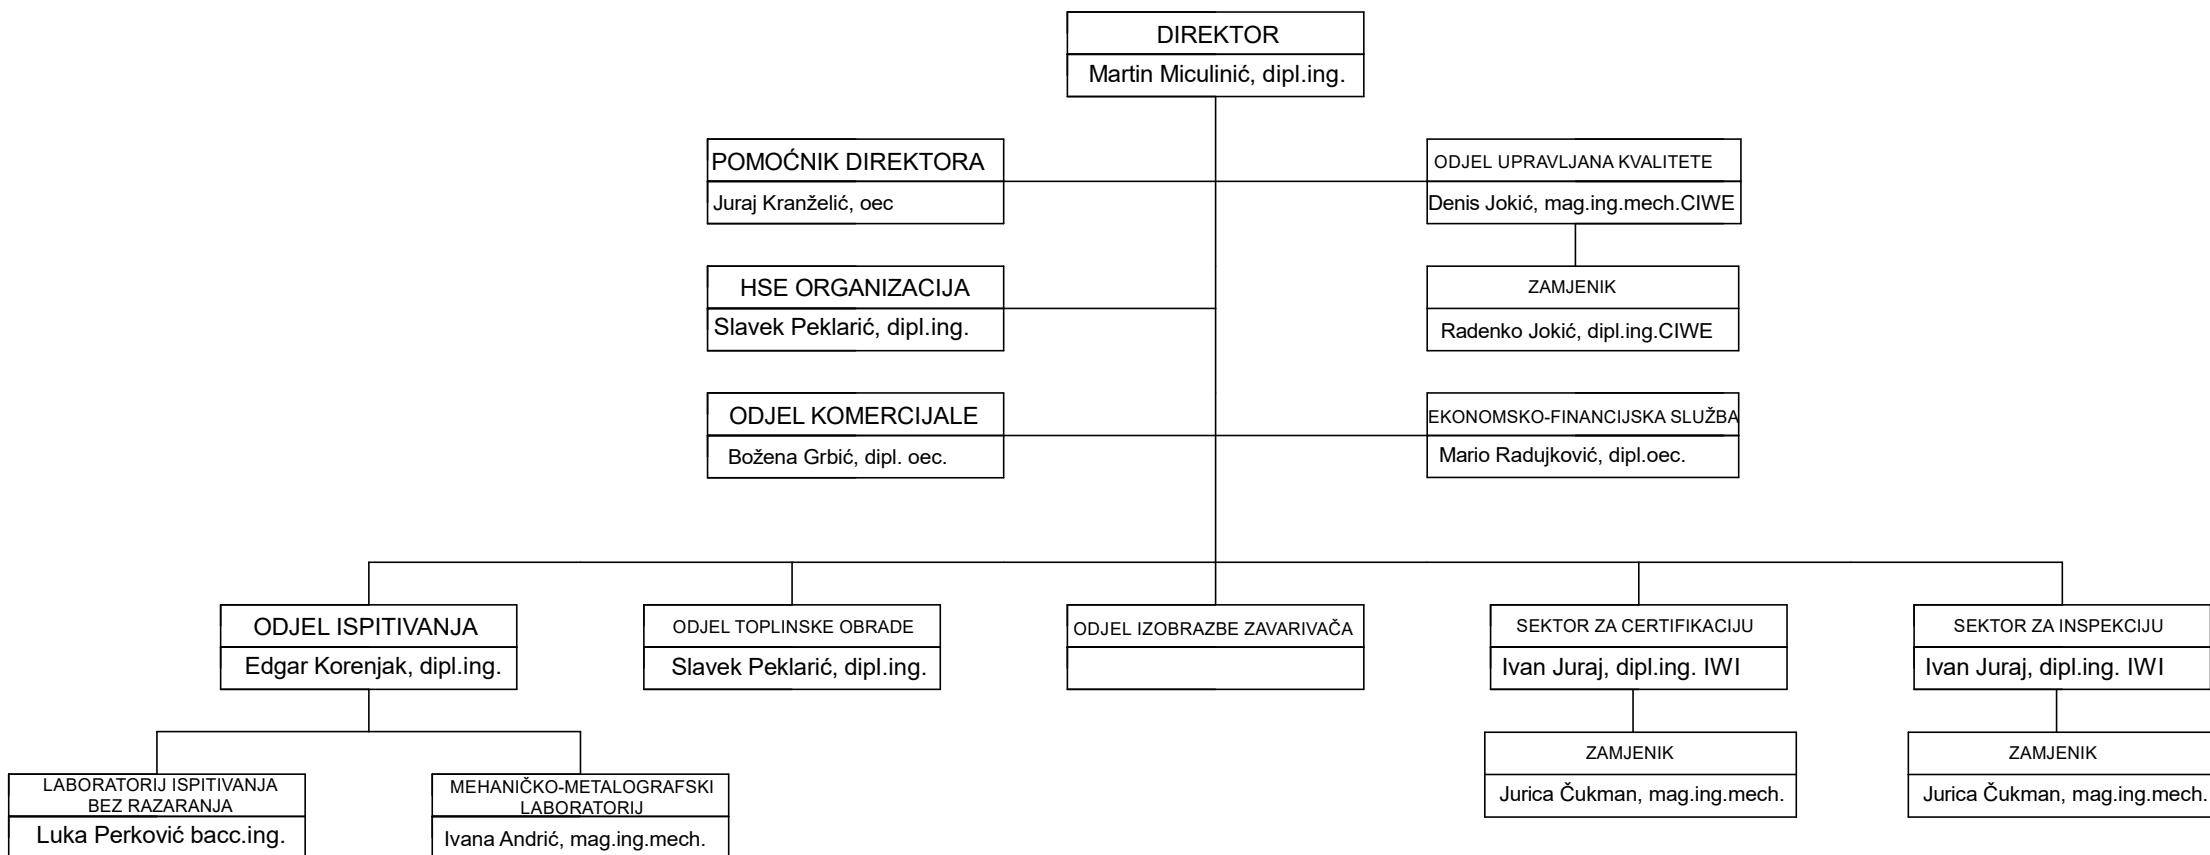 DIREKTOR
Martin Miculinić, dipl.ing.
POMOĆNIK DIREKTORA
Juraj Kranželić, oec
ODJEL UPRAVLJANA KVALITETE
Denis Jokić, mag.ing.mech.CIWE
HSE ORGANIZACIJA
Slavek Peklarić, dipl.ing.
ZAMJENIK
Radenko Jokić, dipl.ing.CIWE
ODJEL KOMERCIJALE
Božena Grbić, dipl. oec.
EKONOMSKO-FINANCIJSKA SLUŽBA
Mario Radujković, dipl.oec.
ODJEL ISPITIVANJA
Edgar Korenjak, dipl.ing.
ODJEL TOPLINSKE OBRADE
Slavek Peklarić, dipl.ing.
ODJEL IZOBRAZBE ZAVARIVAČA
SEKTOR ZA CERTIFIKACIJU
Ivan Juraj, dipl.ing. IWI
SEKTOR ZA INSPEKCIJU
Ivan Juraj, dipl.ing. IWI
LABORATORIJ ISPITIVANJA
BEZ RAZARANJA
Luka Perković bacc.ing.
MEHANIČKO-METALOGRAFSKI
LABORATORIJ
Ivana Andrić, mag.ing.mech.
ZAMJENIK
Jurica Čukman, mag.ing.mech.
ZAMJENIK
Jurica Čukman, mag.ing.mech.